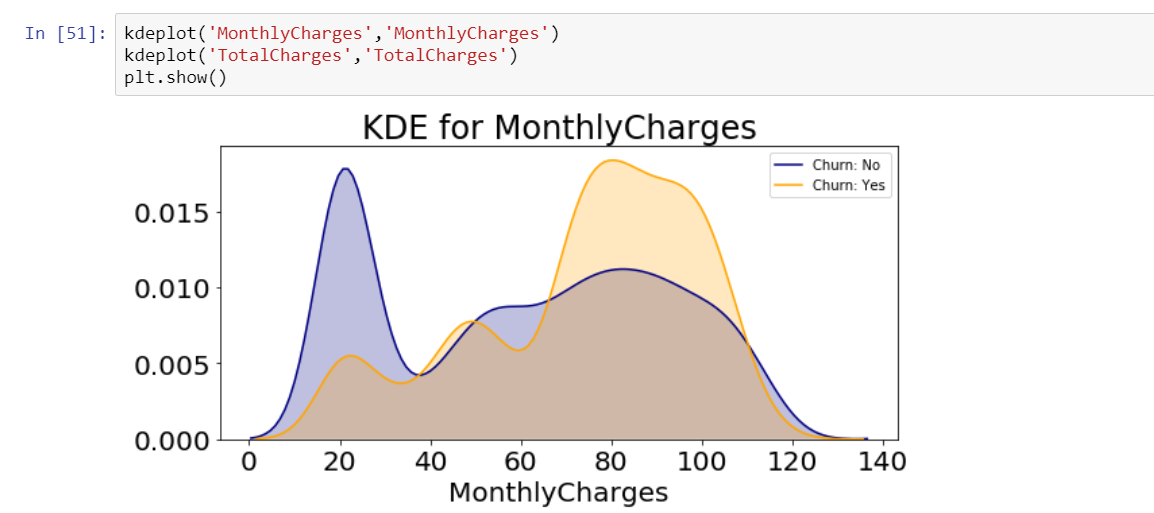 In [51]: kdeplot('MonthlyCharges','MonthlyCharges')
kdeplot('TotalCharges','TotalCharges')
plt.show()
KDE for MonthlyCharges
Churn: No
Churn: Yes
0.015
0.010
0.005
0.000
0 20 40 60 80 100 120 140
MonthlyCharges